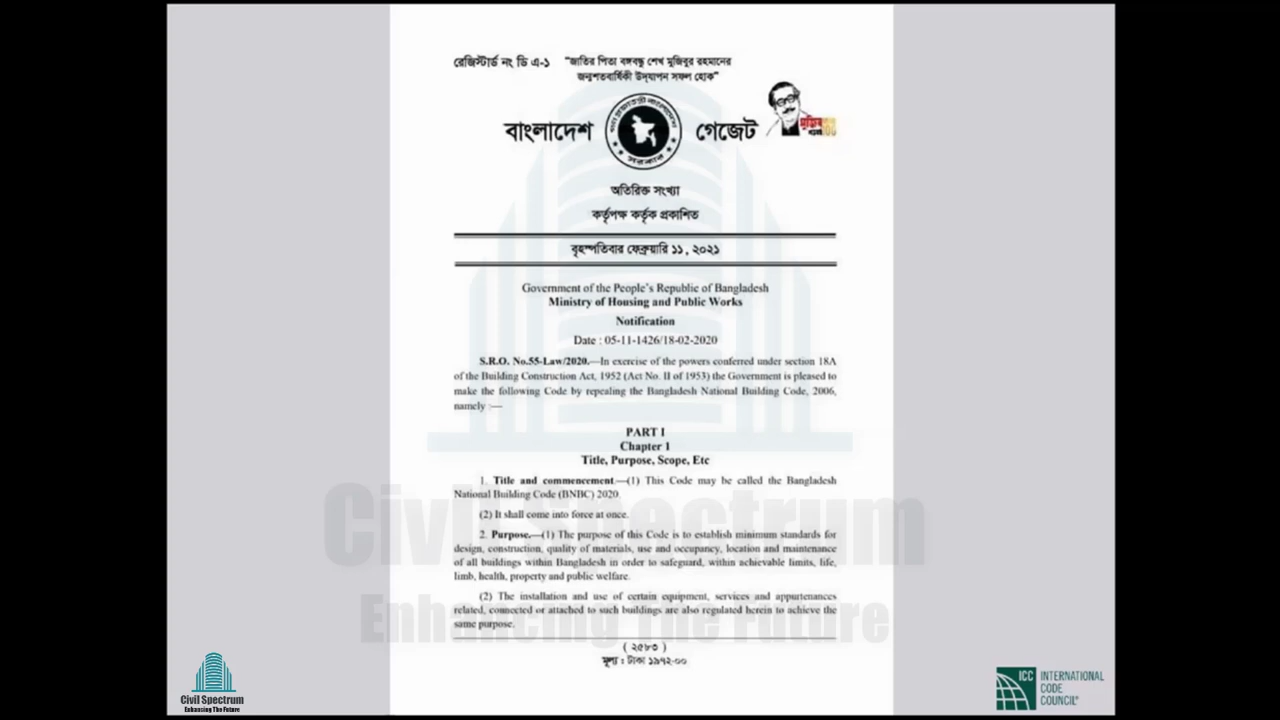 রেজিস্টার্ড নং ডি এ-১
"জাতির পিতা বঙ্গবন্ধু শেখ মুজিবুর রহমানের
জন্মশতবার্ষিকী উদ্‌যাপন সফল হোক"
বাংলাদেশ গেজেট
সরকার
অতিরিক্ত সংখ্যা
কর্তৃপক্ষ কর্তৃক প্রকাশিত
বৃহস্পতিবার ফেব্রুয়ারি ১১, ২০২১
Government of the People's Republic of Bangladesh
Ministry of Housing and Public Works
Notification
Date : 05-11-1426/18-02-2020
S.R.O. No.55-Law/2020.—In exercise of the powers conferred under section 18A
of the Building Construction Act, 1952 (Act No. II of 1953) the Government is pleased to
make the following Code by repealing the Bangladesh National Building Code, 2006,
namely :—
PART I
Chapter 1
Title, Purpose, Scope, Etc
1. Title and commencement.—(1) This Code may be called the Bangladesh
National Building Code (BNBC) 2020.
(2) It shall come into force at once.
2. Purpose.—(1) The purpose of this Code is to establish minimum standards for
design, construction, quality of materials, use and occupancy, location and maintenance
of all buildings within Bangladesh in order to safeguard, within achievable limits, life,
limb, health, property and public welfare.
(2) The installation and use of certain equipment, services and appurtenances
related, connected or attached to such buildings are also regulated herein to achieve the
same purpose.
( ২৫৮৩ )
মূল্য : টাকা ১৯৭২-০০
Civil Spectrum
Enhancing The Future
Civil Spectrum
Enhancing The Future
ICC INTERNATIONAL
CODE
COUNCIL®